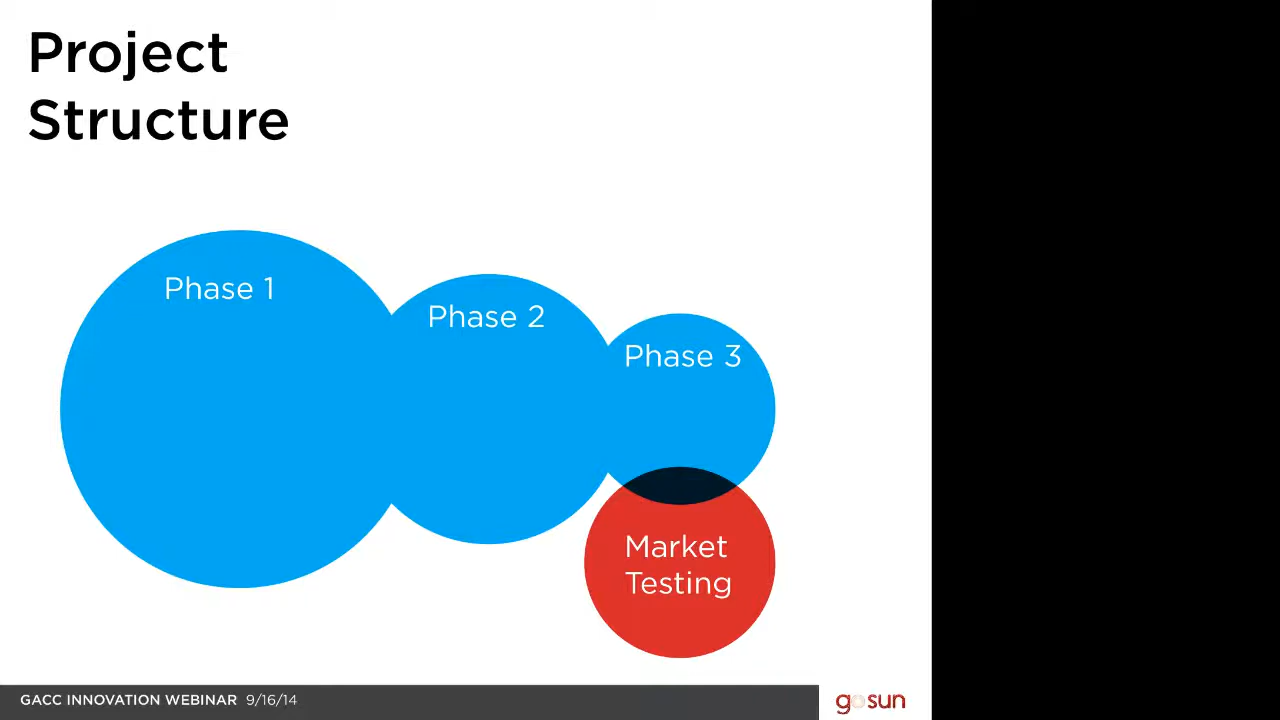 Project
Structure
Phase 1
Phase 2
Phase 3
Market
Testing
GACC INNOVATION WEBINAR 9/16/14
gosun